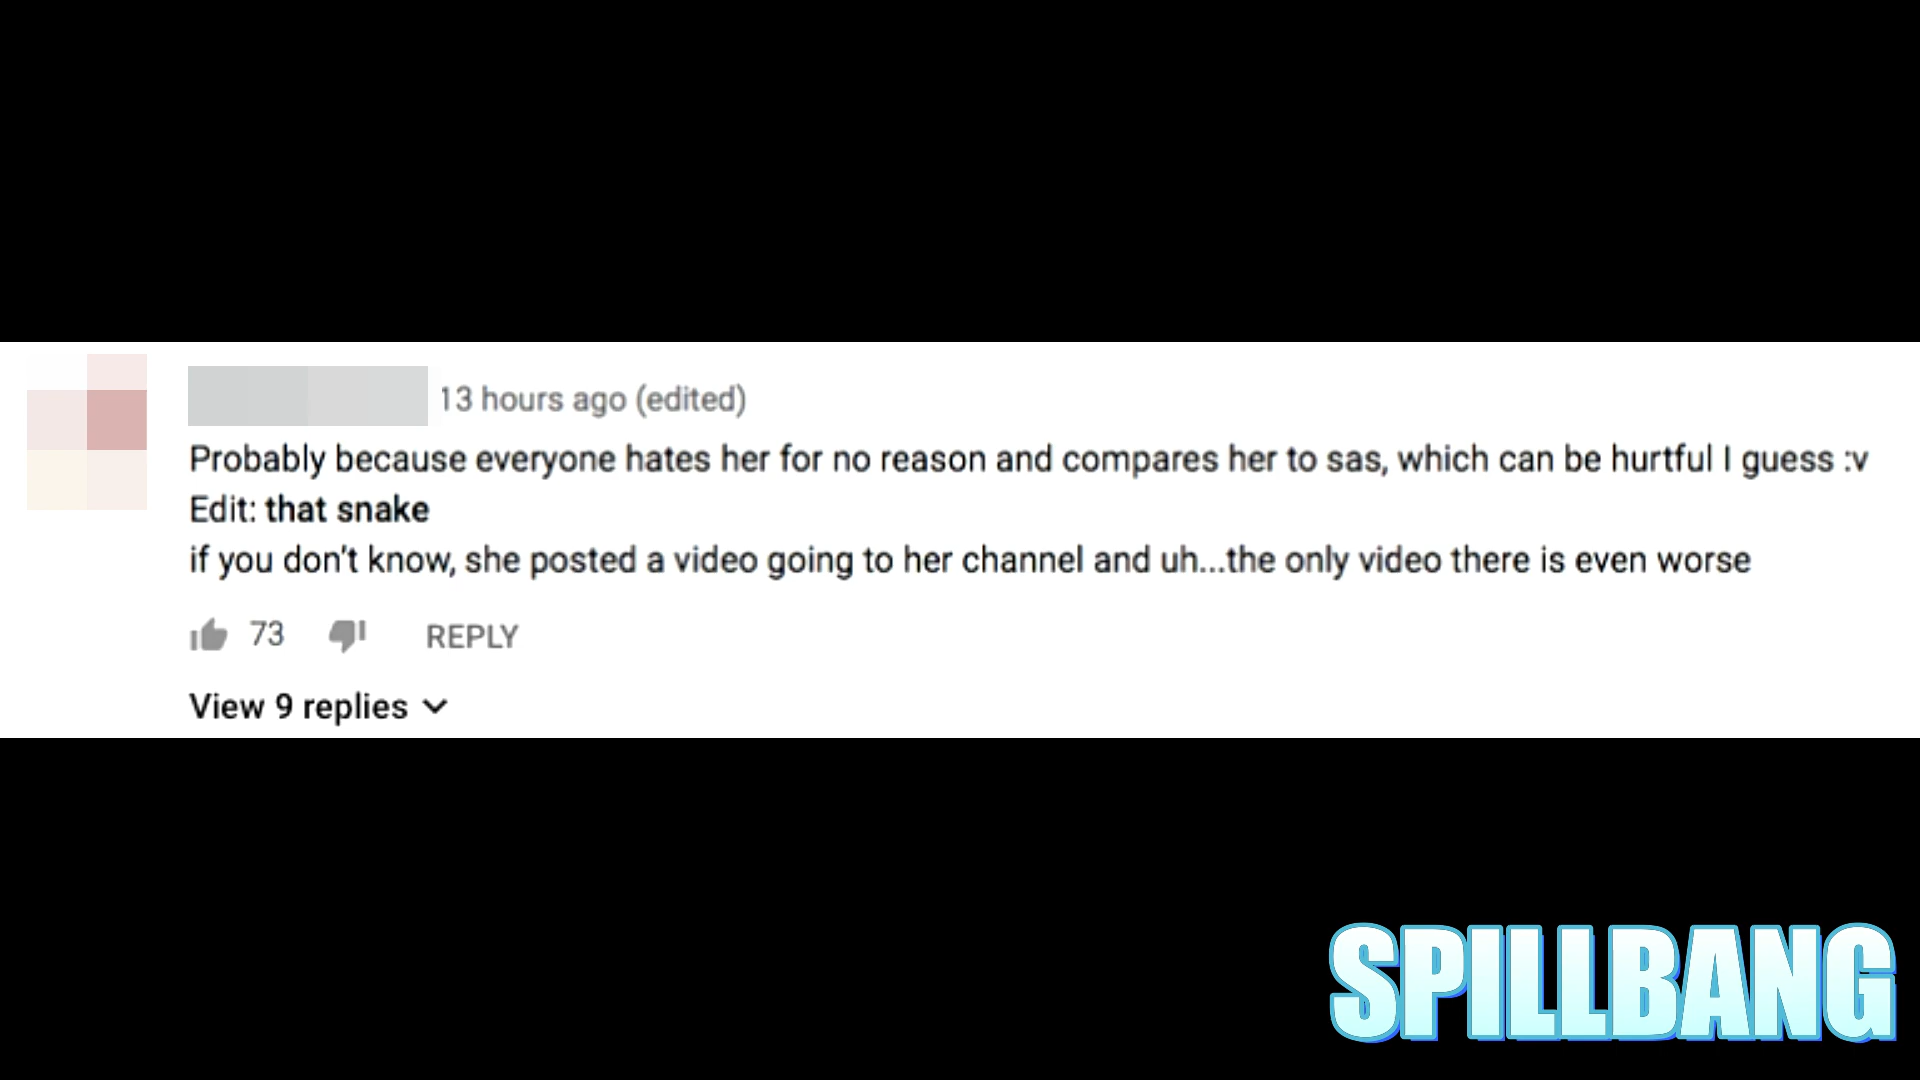 13 hours ago (edited)
Probably because everyone hates her for no reason and compares her to sas, which can be hurtful I guess :v
Edit: that snake
if you don't know, she posted a video going to her channel and uh...the only video there is even worse
73 REPLY
View 9 replies
SPILLBANG